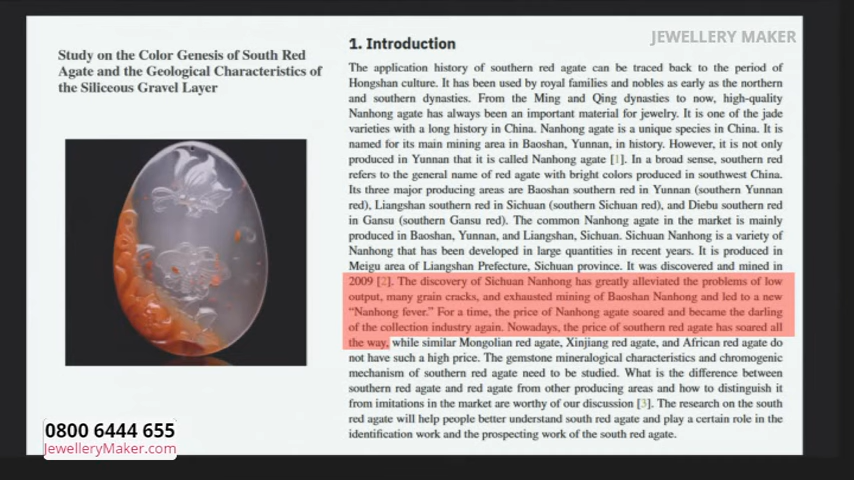 JEWELLERY MAKER
Study on the Color Genesis of South Red
Agate and the Geological Characteristics of
the Siliceous Gravel Layer
1. Introduction
The application history of southern red agate can be traced back to the period of
Hongshan culture. It has been used by royal families and nobles as early as the northern
and southern dynasties. From the Ming and Qing dynasties to now, high-quality
Nanhong agate has always been an important material for jewelry. It is one of the jade
varieties with a long history in China. Nanhong agate is a unique species in China. It is
named for its main mining area in Baoshan, Yunnan, in history. However, it is not only
produced in Yunnan that it is called Nanhong agate [1]. In a broad sense, southern red
refers to the general name of red agate with bright colors produced in southwest China.
Its three major producing areas are Baoshan southern red in Yunnan (southern Yunnan
red), Liangshan southern red in Sichuan (southern Sichuan red), and Diebu southern red
in Gansu (southern Gansu red). The common Nanhong agate in the market is mainly
produced in Baoshan, Yunnan, and Liangshan, Sichuan. Sichuan Nanhong is a variety of
Nanhong that has been developed in large quantities in recent years. It is produced in
Meigu area of Liangshan Prefecture, Sichuan province. It was discovered and mined in
2009 [2]. The discovery of Sichuan Nanhong has greatly alleviated the problems of low
output, many grain cracks, and exhausted mining of Baoshan Nanhong and led to a new
“Nanhong fever.” For a time, the price of Nanhong agate soared and became the darling
of the collection industry again. Nowadays, the price of southern red agate has soared all
the way, while similar Mongolian red agate, Xinjiang red agate, and African red agate do
not have such a high price. The gemstone mineralogical characteristics and chromogenic
mechanism of southern red agate need to be studied. What is the difference between
southern red agate and red agate from other producing areas and how to distinguish it
from imitations in the market are worthy of our discussion [3]. The research on the south
red agate will help people better understand south red agate and play a certain role in the
identification work and the prospecting work of the south red agate.
0800 6444 655
JewelleryMaker.com